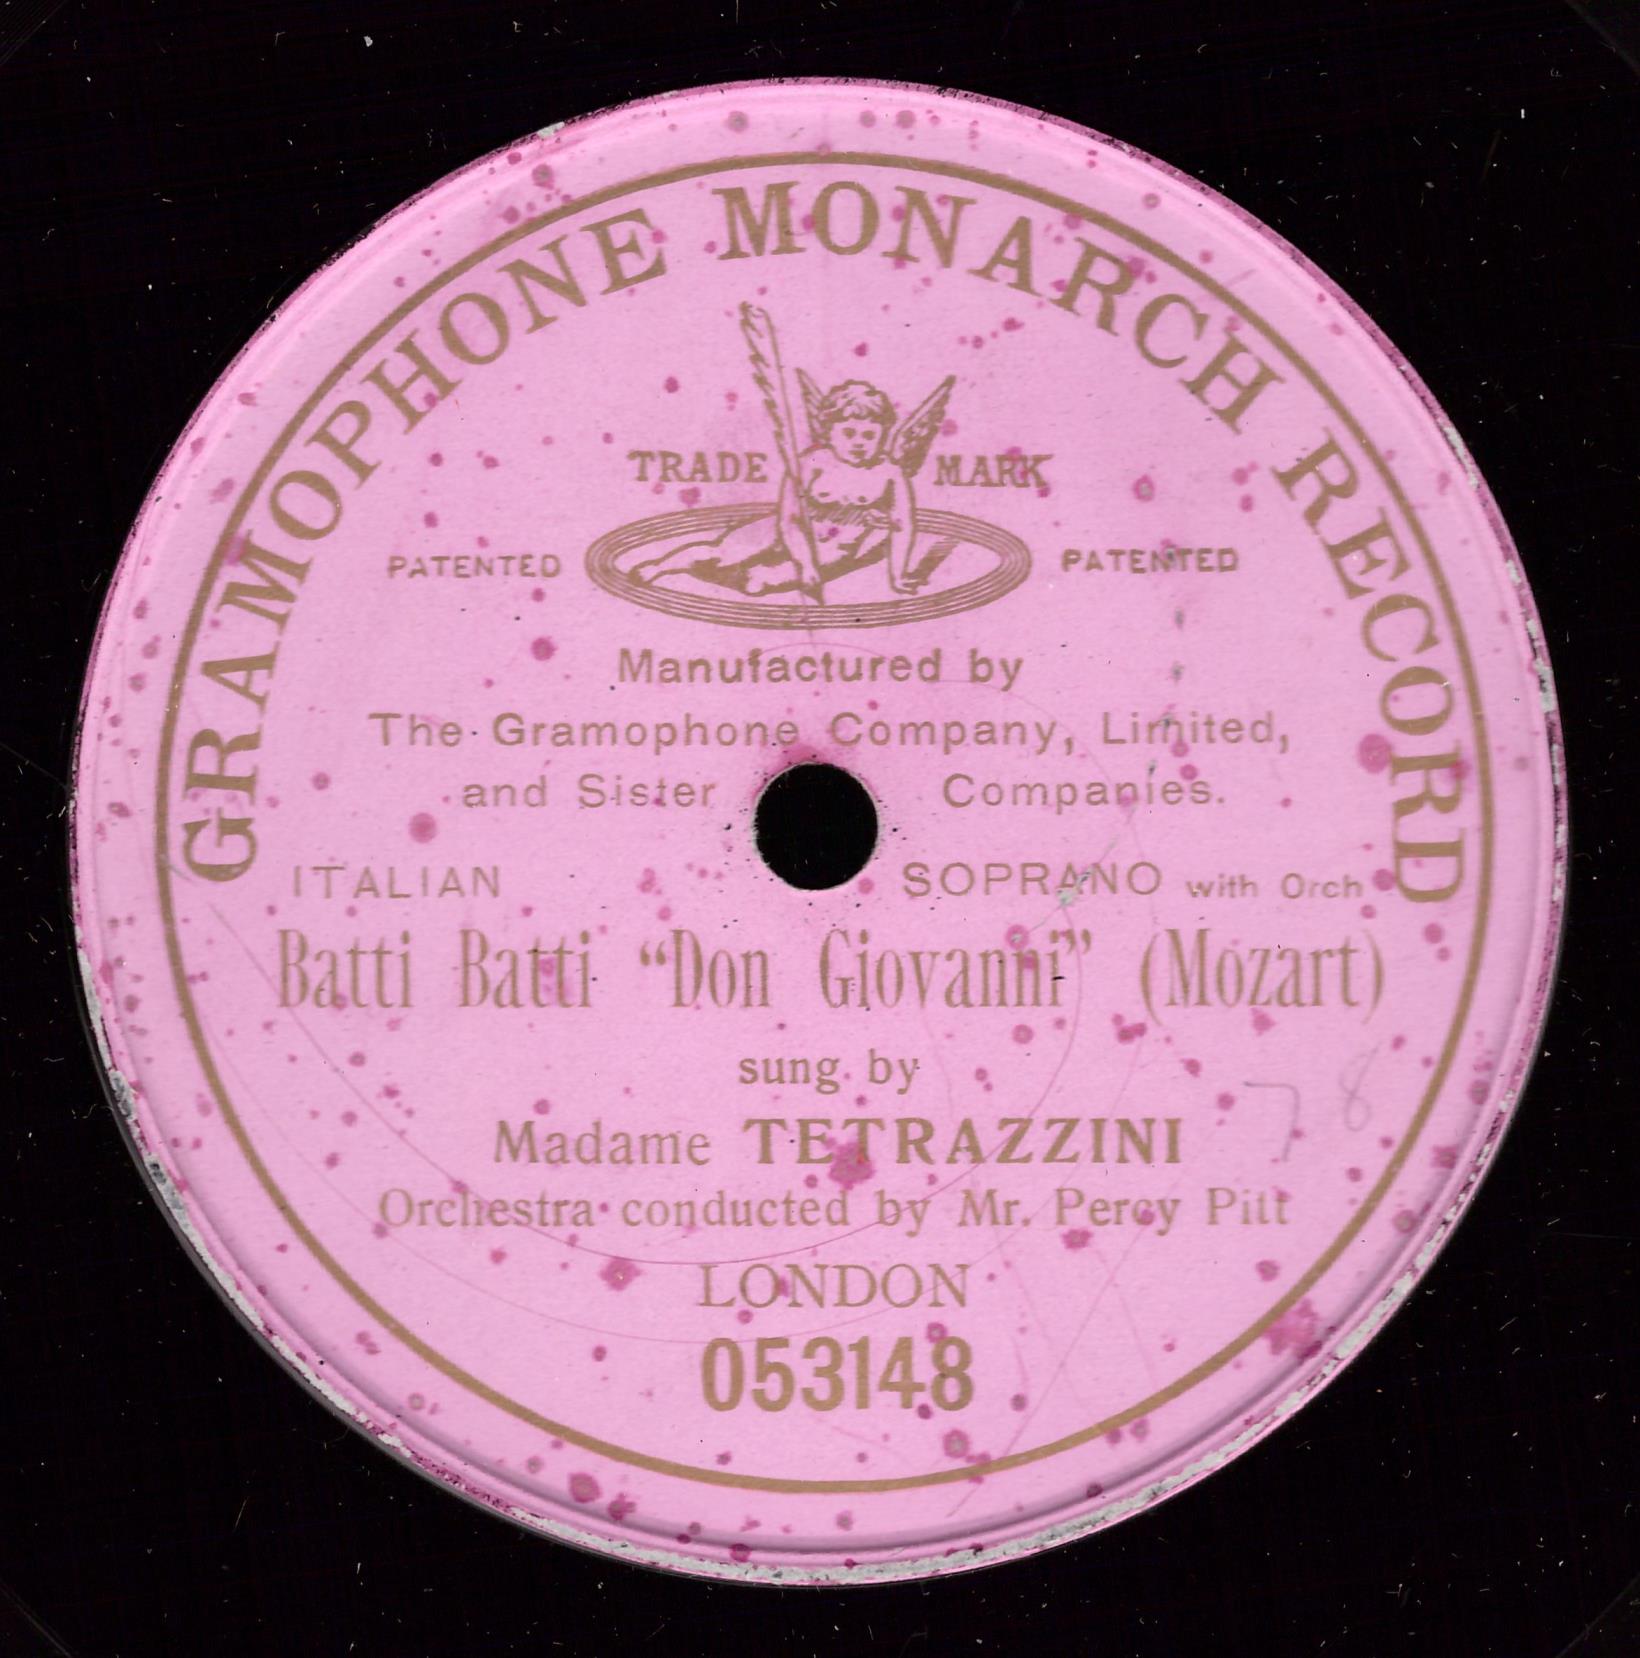 GRAMOPHONE MONARCH RECORD
TRADE MARK
PATENTED PATENTED
Manufactured by
The Gramophone Company, Limited,
and Sister Companies.
ITALIAN SOPRANO with Orch
Batti Batti “Don Giovanni” (Mozart)
sung by
Madame TETRAZZINI
Orchestra conducted by Mr. Percy Pitt
LONDON
053148
78